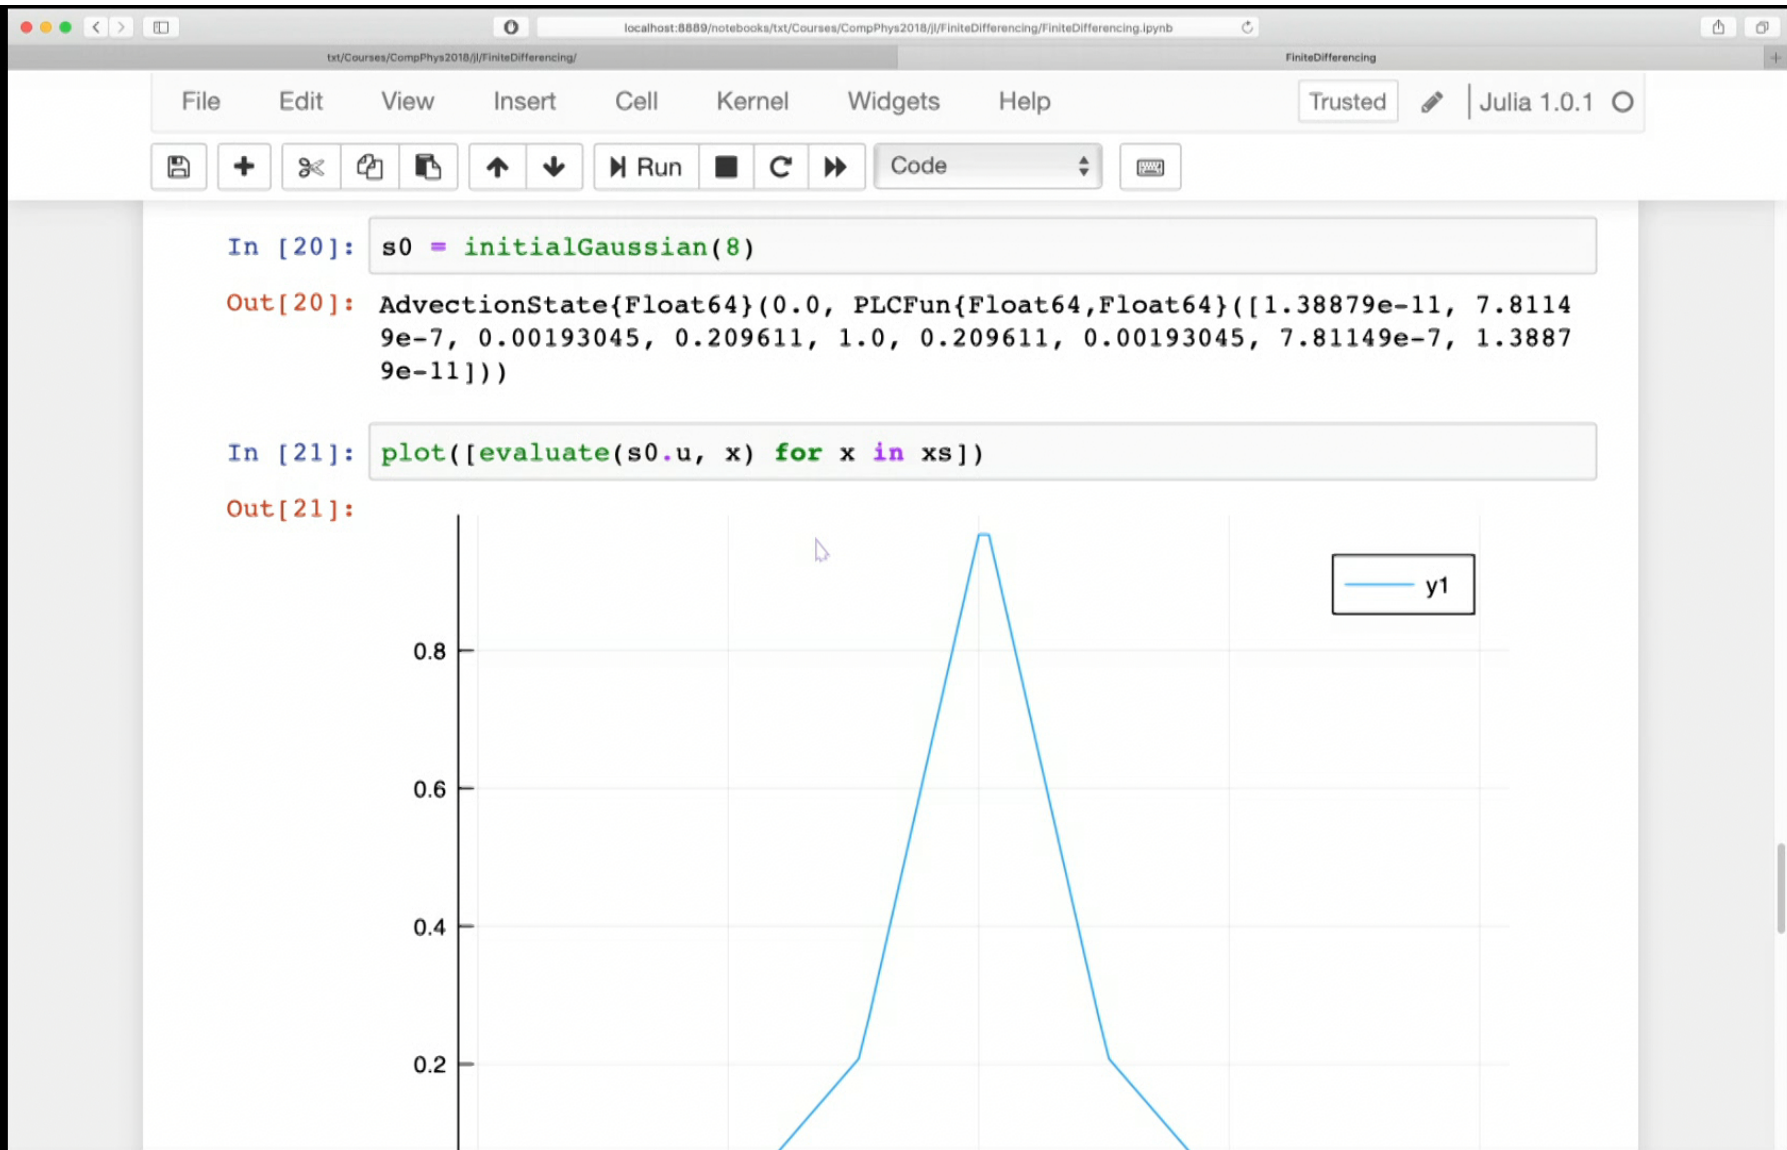 localhost:8889/notebooks/txt/Courses/CompPhys2018/jl/FiniteDifferencing/FiniteDifferencing.ipynb
txt/Courses/CompPhys2018/jl/FiniteDifferencing/
FiniteDifferencing
File Edit View Insert Cell Kernel Widgets Help Trusted Julia 1.0.1
Run Code
In [20]: s0 = initialGaussian(8)
Out[20]: AdvectionState{Float64}(0.0, PLCFun{Float64,Float64}([1.38879e-11, 7.8114
9e-7, 0.00193045, 0.209611, 1.0, 0.209611, 0.00193045, 7.81149e-7, 1.3887
9e-11]))
In [21]: plot([evaluate(s0.u, x) for x in xs])
Out[21]:
y1
0.8
0.6
0.4
0.2